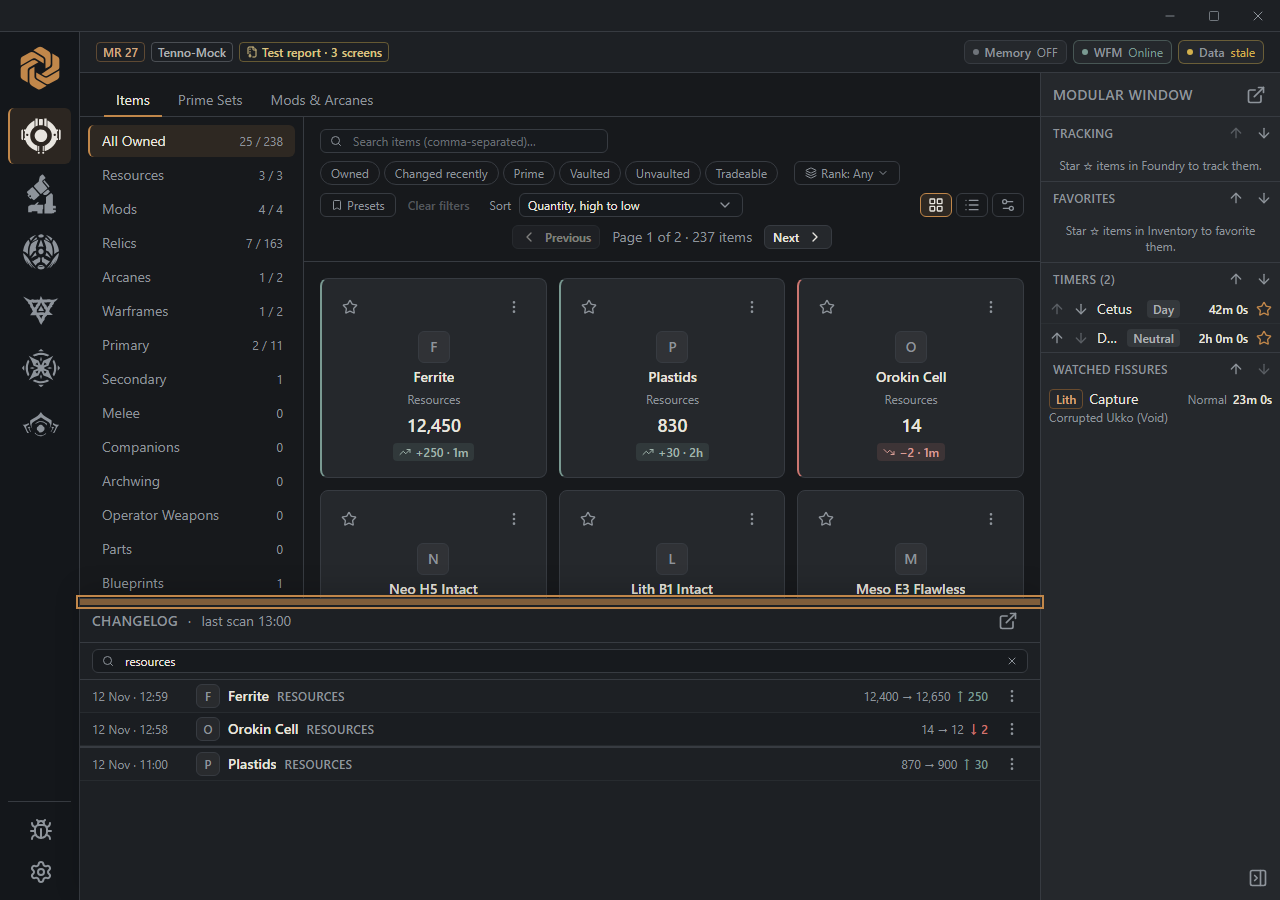 MR 27 Tenno-Mock Test report · 3 screens Memory OFF WFM Online Data stale
Items Prime Sets Mods & Arcanes
All Owned 25 / 238
Resources 3 / 3
Mods 4 / 4
Relics 7 / 163
Arcanes 1 / 2
Warframes 1 / 2
Primary 2 / 11
Secondary 1
Melee 0
Companions 0
Archwing 0
Operator Weapons 0
Parts 0
Blueprints 1
Search items (comma-separated)...
Owned Changed recently Prime Vaulted Unvaulted Tradeable Rank: Any
Presets Clear filters Sort Quantity, high to low
Previous Page 1 of 2 · 237 items Next
F
Ferrite
Resources
12,450
+250 · 1m
P
Plastids
Resources
830
+30 · 2h
O
Orokin Cell
Resources
14
−2 · 1m
N
Neo H5 Intact
L
Lith B1 Intact
M
Meso E3 Flawless
MODULAR WINDOW
TRACKING
Star ☆ items in Foundry to track them.
FAVORITES
Star ☆ items in Inventory to favorite
them.
TIMERS (2)
Cetus Day 42m 0s
D... Neutral 2h 0m 0s
WATCHED FISSURES
Lith Capture Normal 23m 0s
Corrupted Ukko (Void)
CHANGELOG · last scan 13:00
resources
12 Nov · 12:59 F Ferrite RESOURCES 12,400 → 12,650 ↑ 250
12 Nov · 12:58 O Orokin Cell RESOURCES 14 → 12 ↓ 2
12 Nov · 11:00 P Plastids RESOURCES 870 → 900 ↑ 30